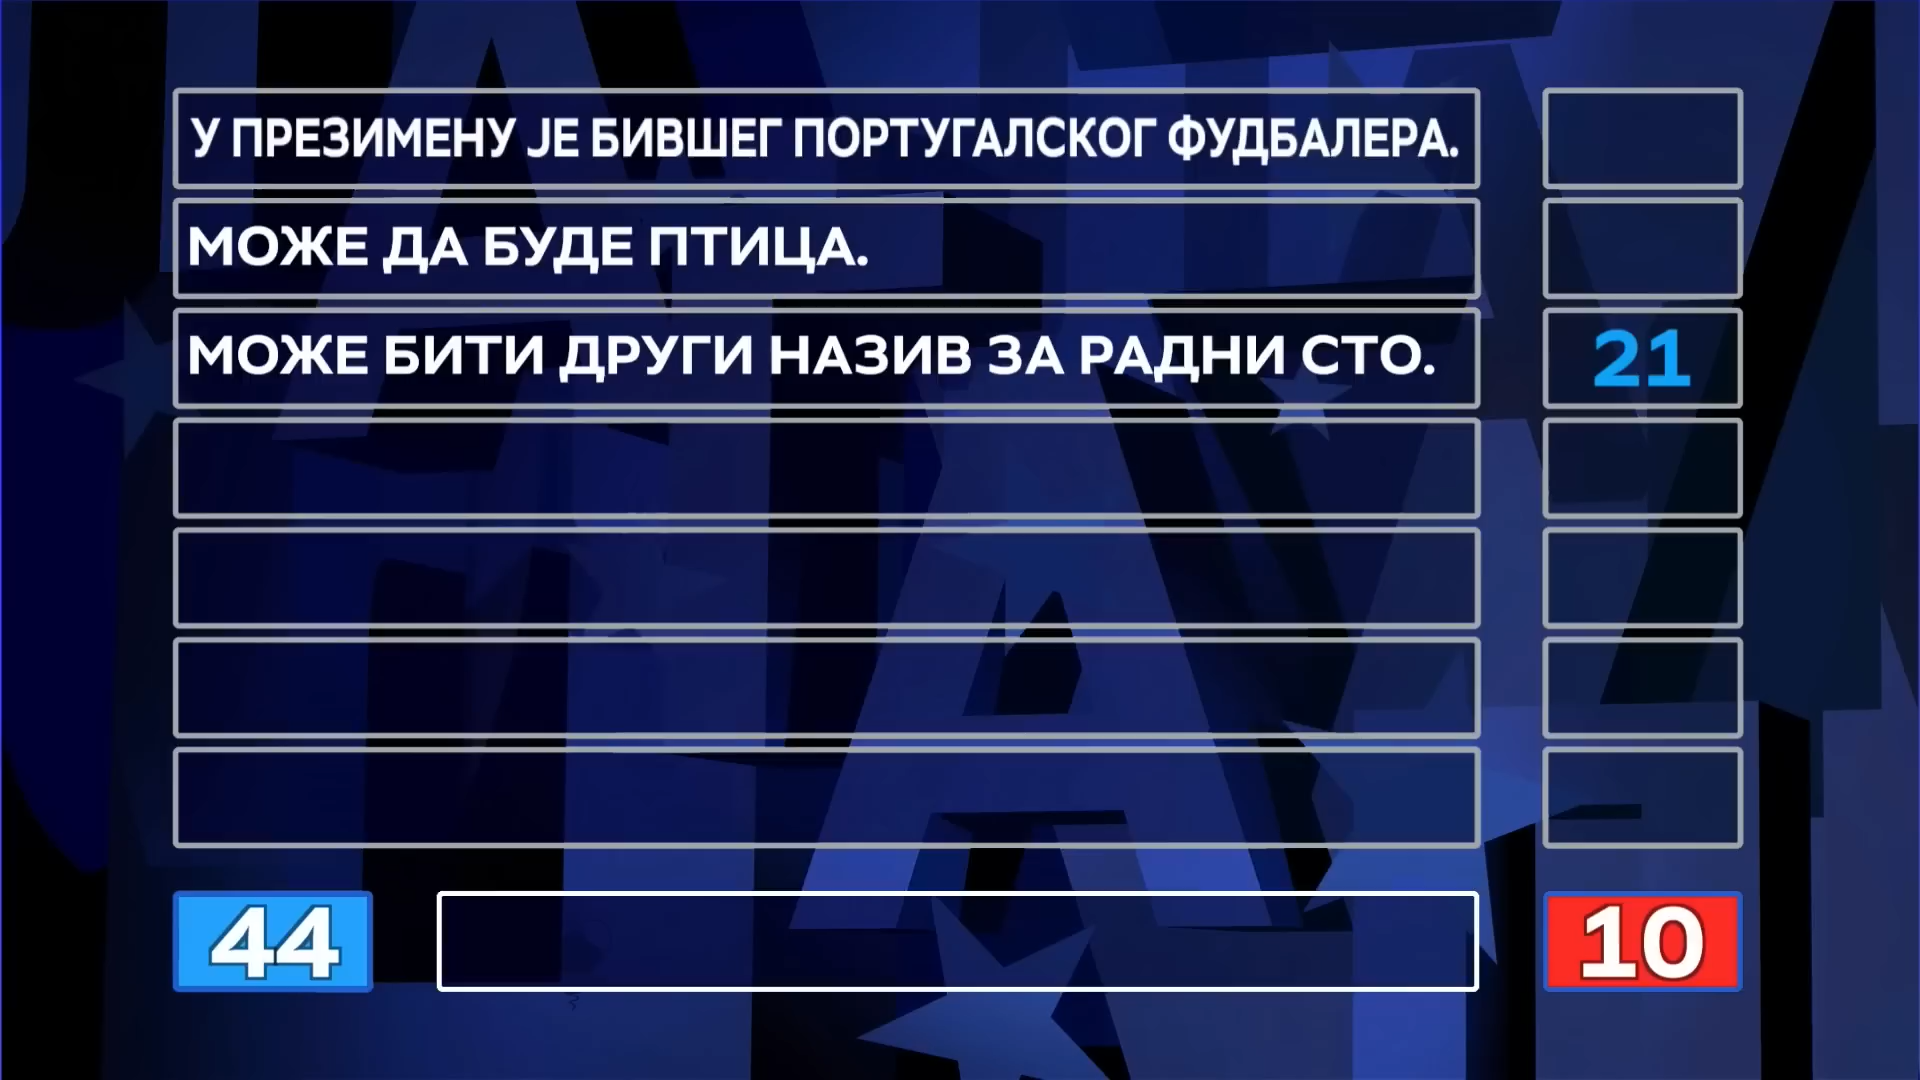 У ПРЕЗИМЕНУ ЈЕ БИВШЕГ ПОРТУГАЛСКОГ ФУДБАЛЕРА.
МОЖЕ ДА БУДЕ ПТИЦА.
МОЖЕ БИТИ ДРУГИ НАЗИВ ЗА РАДНИ СТО.
21
44
10